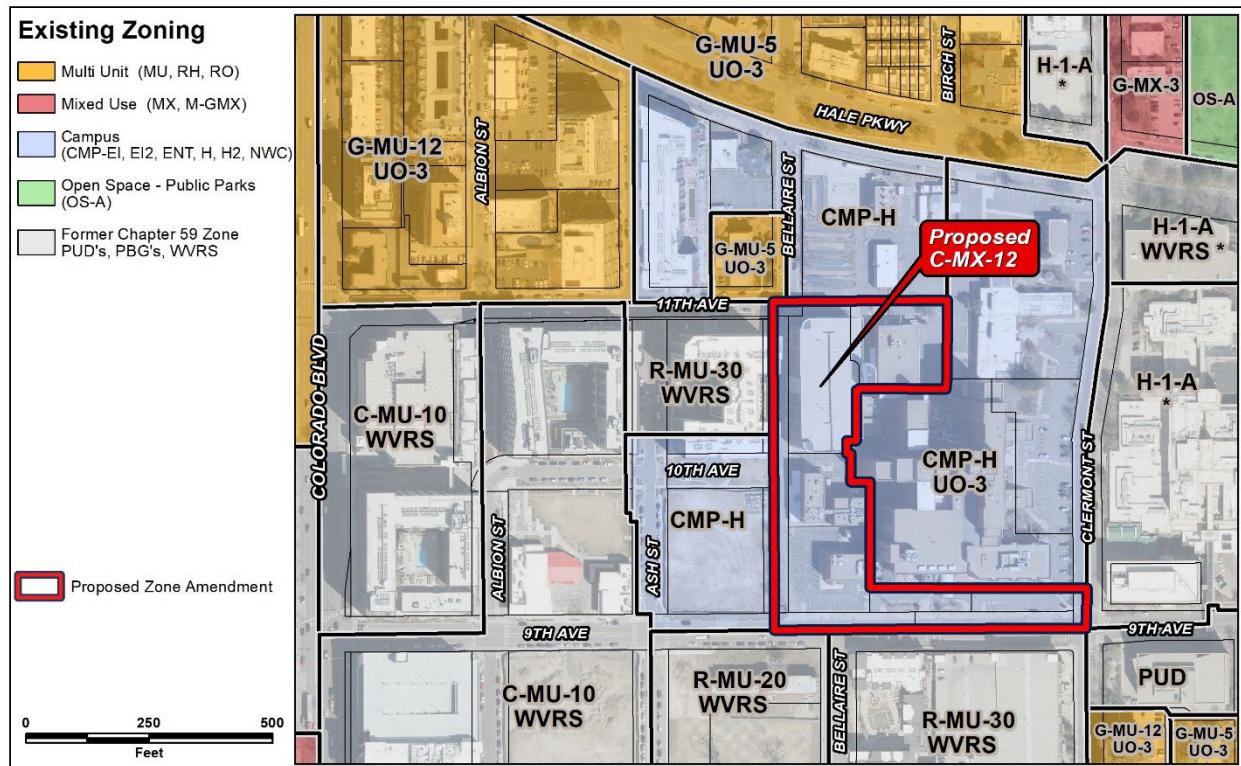 Existing Zoning
Multi Unit (MU, RH, RO)
Mixed Use (MX, M-GMX)
Campus
(CMP-EI, EI2, ENT, H, H2, NWC)
Open Space - Public Parks
(OS-A)
Former Chapter 59 Zone
PUD's, PBG's, WVRS
Proposed Zone Amendment
0 250 500
Feet
G-MU-5
UO-3
BIRCH ST
H-1-A
*
G-MX-3
OS-A
HALE PKWY
G-MU-12
UO-3
ALBION ST
BELLAIRE ST
CMP-H
G-MU-5
UO-3
Proposed
C-MX-12
H-1-A
WVRS *
11TH AVE
COLORADO BLVD
C-MU-10
WVRS
R-MU-30
WVRS
H-1-A
*
10TH AVE
CMP-H
UO-3
CLERMONT ST
ALBION ST
ASH ST
CMP-H
9TH AVE
9TH AVE
C-MU-10
WVRS
R-MU-20
WVRS
BELLAIRE ST
R-MU-30
WVRS
PUD
G-MU-12
UO-3
G-MU-5
UO-3